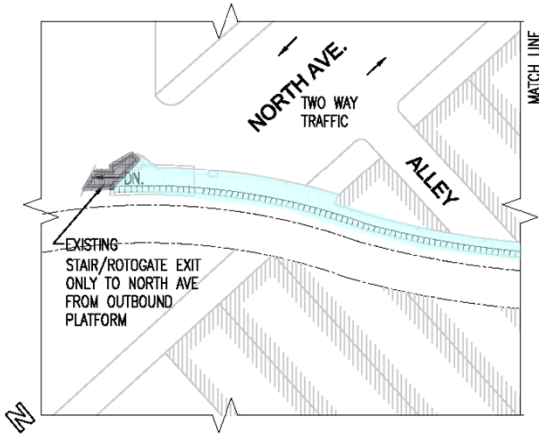 NORTH AVE.
TWO WAY
TRAFFIC
MATCH LINE
ALLEY
DN.
EXISTING
STAIR/ROTOGATE EXIT
ONLY TO NORTH AVE
FROM OUTBOUND
PLATFORM
N